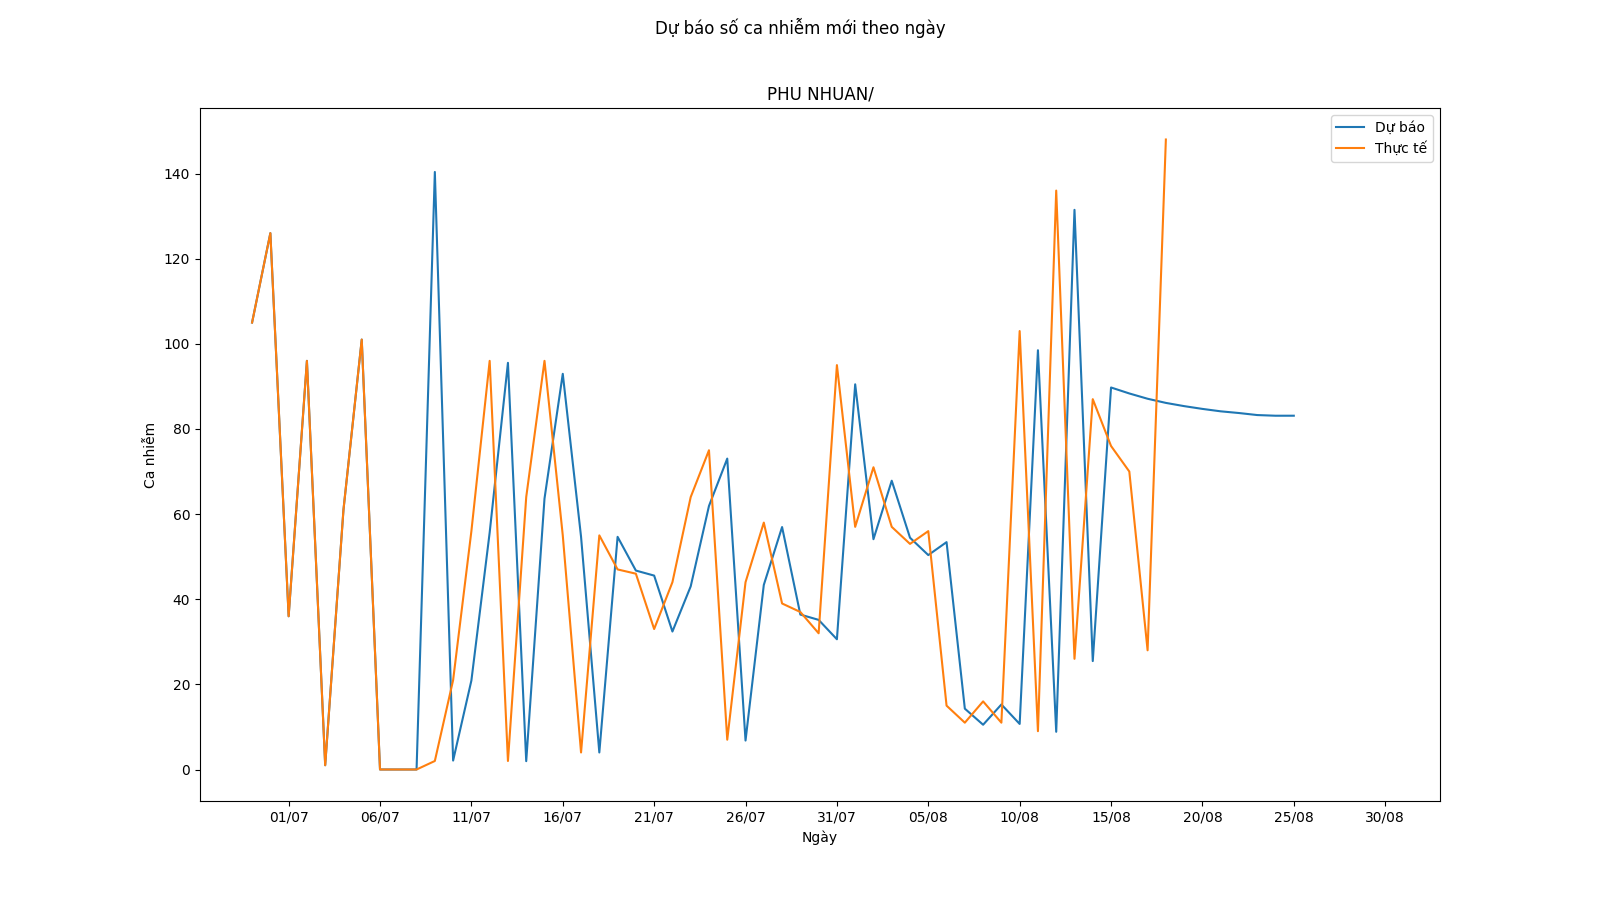 Dự báo số ca nhiễm mới theo ngày
PHU NHUAN/
Dự báo
Thực tế
140
120
100
80
60
40
20
0
Ca nhiễm
01/07 06/07 11/07 16/07 21/07 26/07 31/07 05/08 10/08 15/08 20/08 25/08 30/08
Ngày